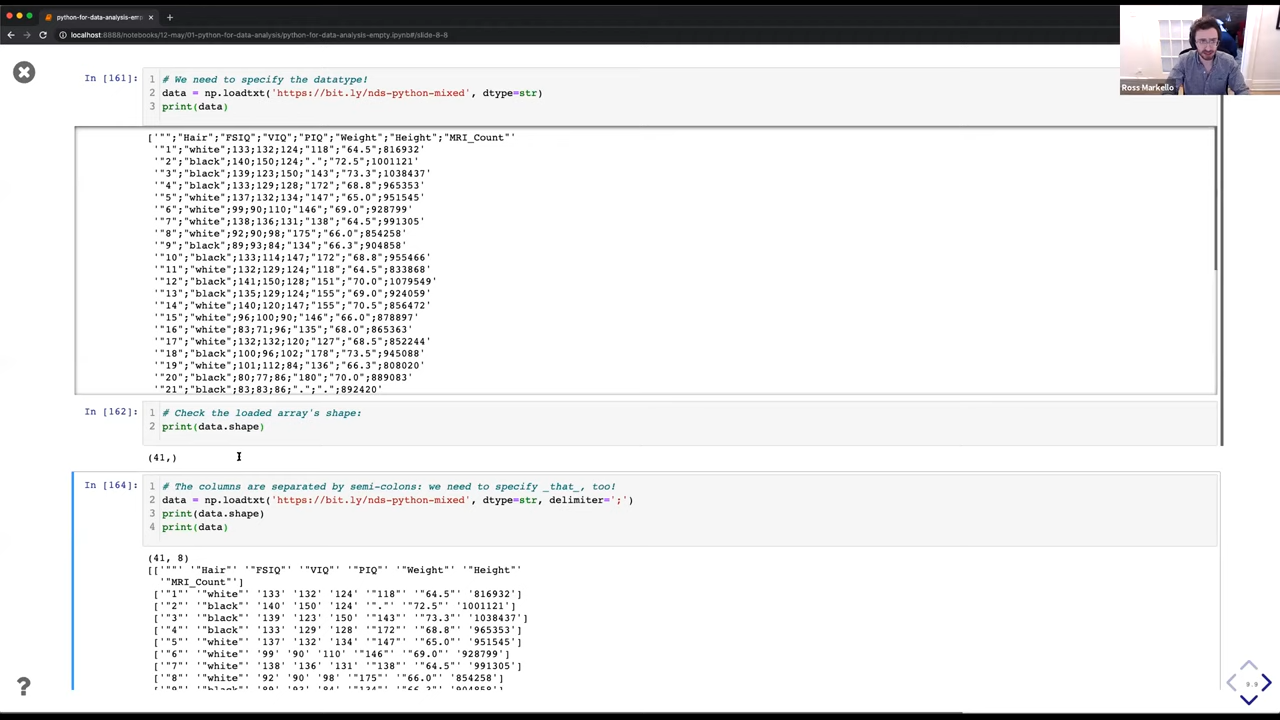 python-for-data-analysis-em
localhost:8888/notebooks/12-may/01-python-for-data-analysis/python-for-data-analysis-empty.ipynb#/slide-8-8
Ross Markello
In [161]:
1 # We need to specify the datatype!
2 data = np.loadtxt('https://bit.ly/nds-python-mixed', dtype=str)
3 print(data)
['"";"Hair";"FSIQ";"VIQ";"PIQ";"Weight";"Height";"MRI_Count"'
'"1";"white";133;132;124;"118";"64.5";816932'
'"2";"black";140;150;124;".";"72.5";1001121'
'"3";"black";139;123;150;"143";"73.3";1038437'
'"4";"black";133;129;128;"172";"68.8";965353'
'"5";"white";137;132;134;"147";"65.0";951545'
'"6";"white";99;90;110;"146";"69.0";928799'
'"7";"white";138;136;131;"138";"64.5";991305'
'"8";"white";92;90;98;"175";"66.0";854258'
'"9";"black";89;93;84;"134";"66.3";904858'
'"10";"black";133;114;147;"172";"68.8";955466'
'"11";"white";132;129;124;"118";"64.5";833868'
'"12";"black";141;150;128;"151";"70.0";1079549'
'"13";"black";135;129;124;"155";"69.0";924059'
'"14";"white";140;120;147;"155";"70.5";856472'
'"15";"white";96;100;90;"146";"66.0";878897'
'"16";"white";83;71;96;"135";"68.0";865363'
'"17";"white";132;132;120;"127";"68.5";852244'
'"18";"black";100;96;102;"178";"73.5";945088'
'"19";"white";101;112;84;"136";"66.3";808020'
'"20";"black";80;77;86;"180";"70.0";889083'
'"21";"black";83;83;86;".";".";892420'
In [162]:
1 # Check the loaded array's shape:
2 print(data.shape)
(41,)
In [164]:
1 # The columns are separated by semi-colons: we need to specify _that_, too!
2 data = np.loadtxt('https://bit.ly/nds-python-mixed', dtype=str, delimiter=';')
3 print(data.shape)
4 print(data)
(41, 8)
[['""' '"Hair"' '"FSIQ"' '"VIQ"' '"PIQ"' '"Weight"' '"Height"'
'"MRI_Count"']
['"1"' '"white"' '133' '132' '124' '"118"' '"64.5"' '816932']
['"2"' '"black"' '140' '150' '124' '"."' '"72.5"' '1001121']
['"3"' '"black"' '139' '123' '150' '"143"' '"73.3"' '1038437']
['"4"' '"black"' '133' '129' '128' '"172"' '"68.8"' '965353']
['"5"' '"white"' '137' '132' '134' '"147"' '"65.0"' '951545']
['"6"' '"white"' '99' '90' '110' '"146"' '"69.0"' '928799']
['"7"' '"white"' '138' '136' '131' '"138"' '"64.5"' '991305']
['"8"' '"white"' '92' '90' '98' '"175"' '"66.0"' '854258']
['"9"' '"black"' '89' '93' '84' '"134"' '"66.3"' '904858']
9.9
?